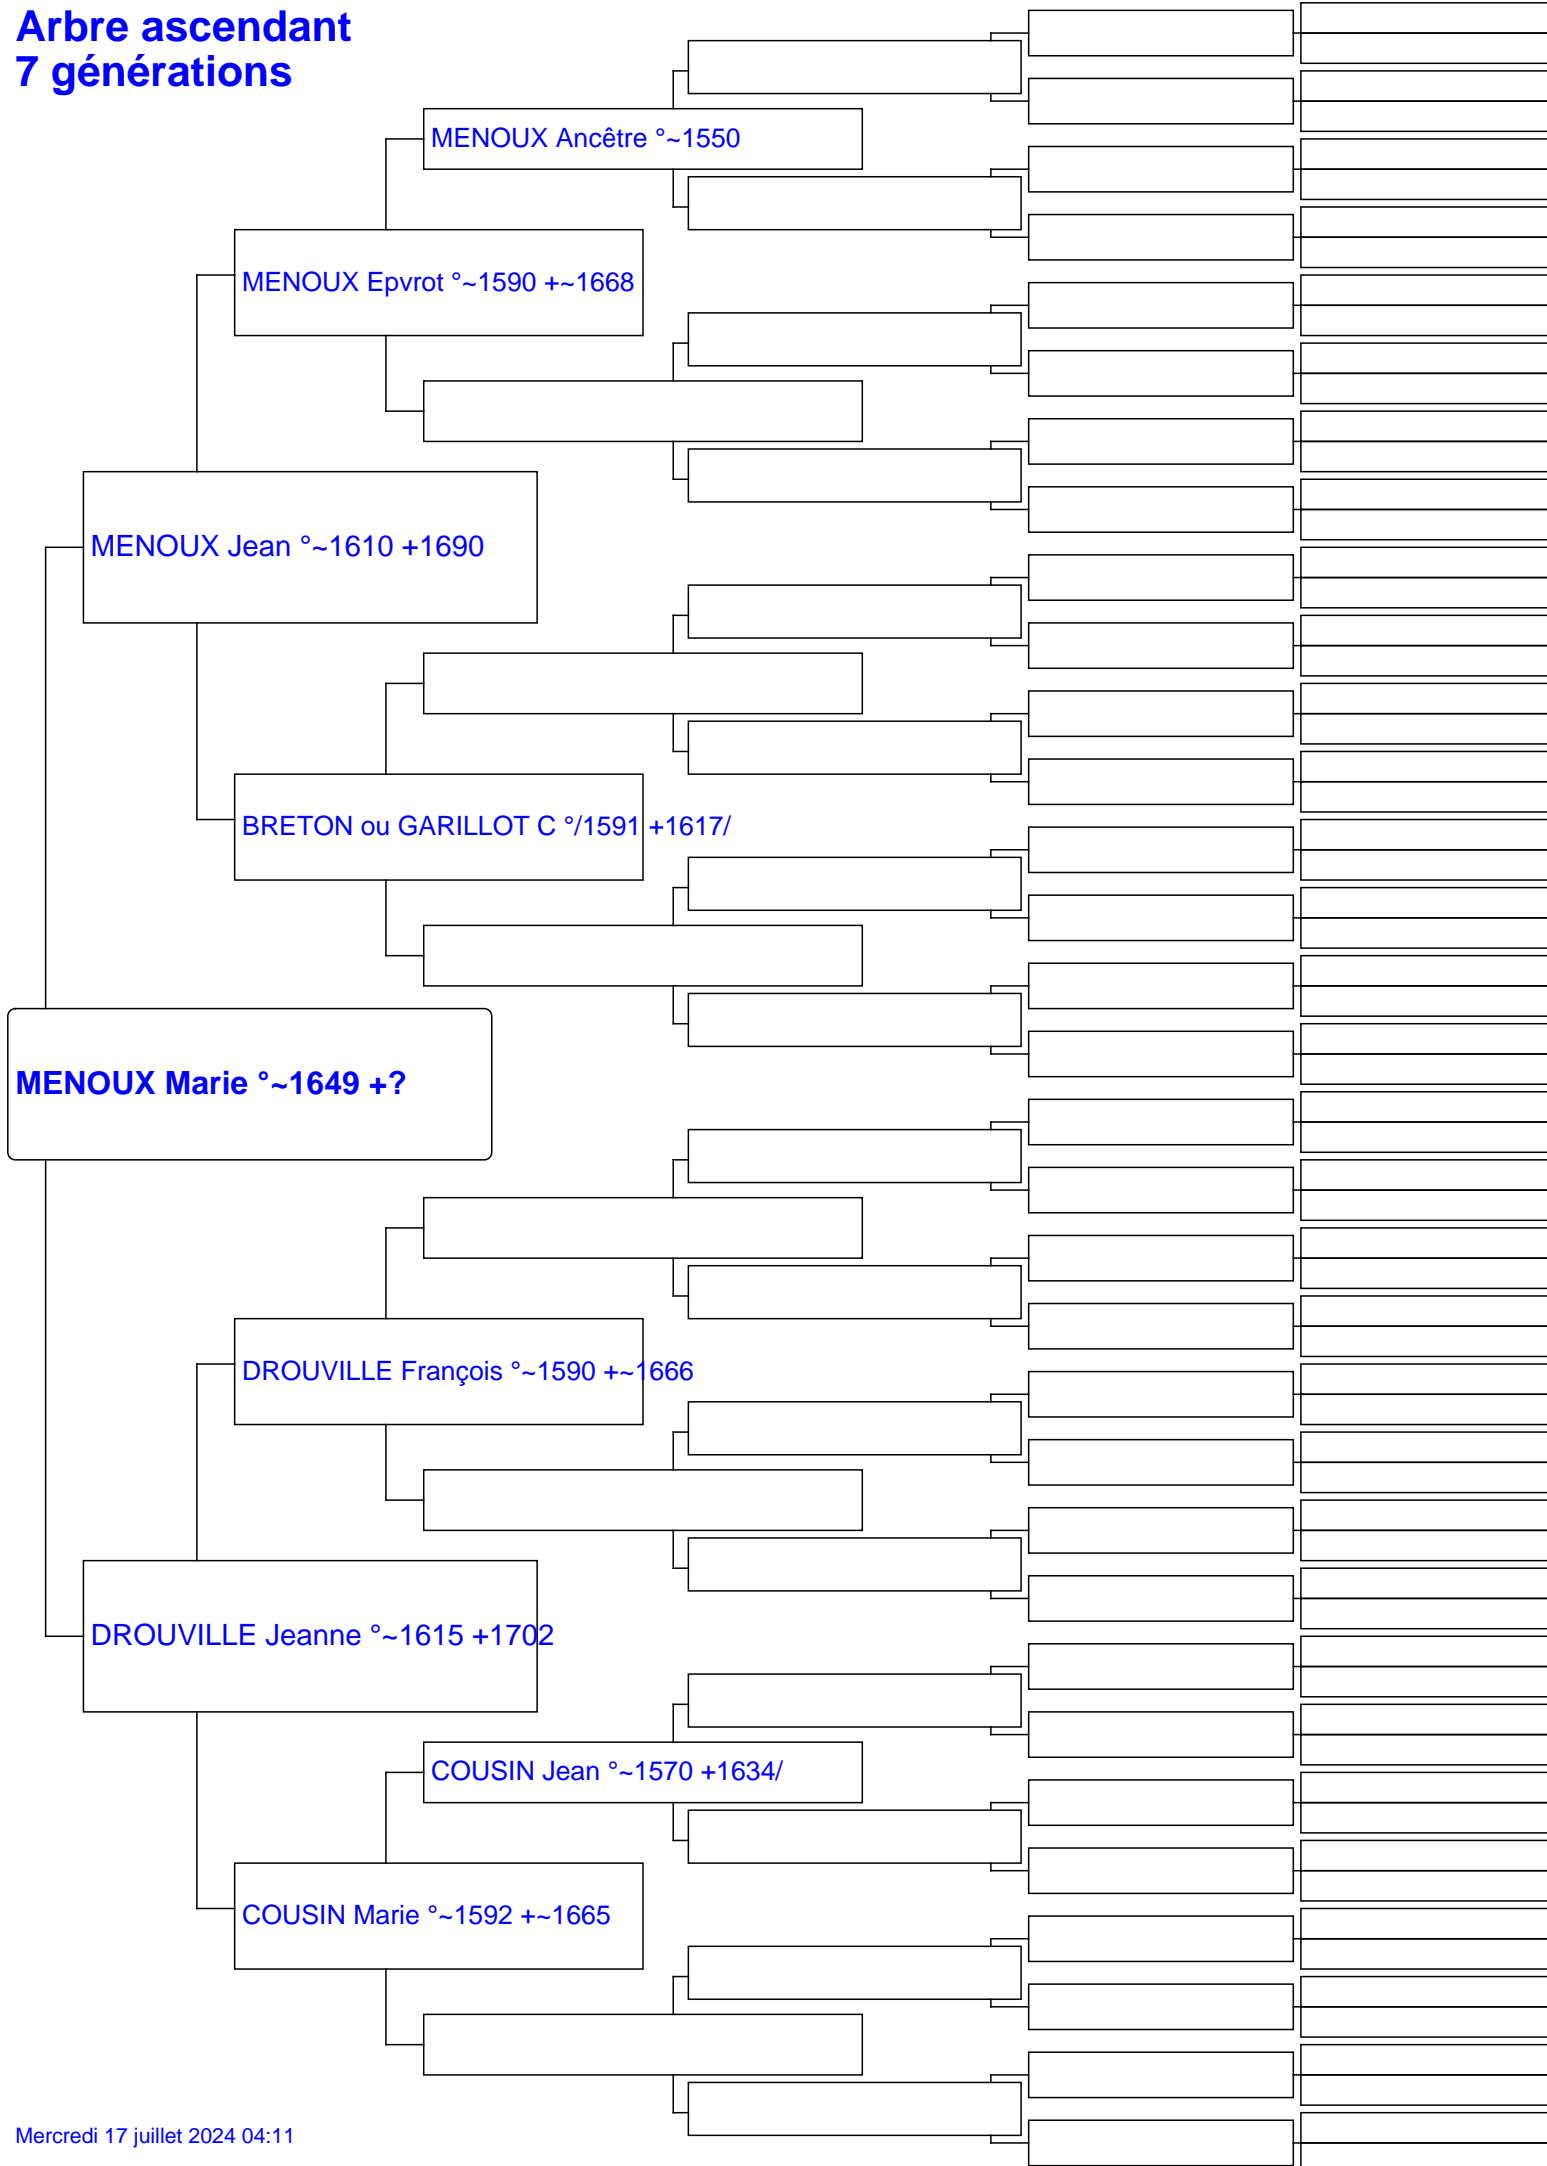 Arbre ascendant
7 générations
MENOUX Ancêtre °~1550
MENOUX Epvrot °~1590 +~1668
MENOUX Jean °~1610 +1690
BRETON ou GARILLOT C °/1591 +1617/
MENOUX Marie °~1649 +?
DROUVILLE François °~1590 +~1666
DROUVILLE Jeanne °~1615 +1702
COUSIN Jean °~1570 +1634/
COUSIN Marie °~1592 +~1665
Mercredi 17 juillet 2024 04:11